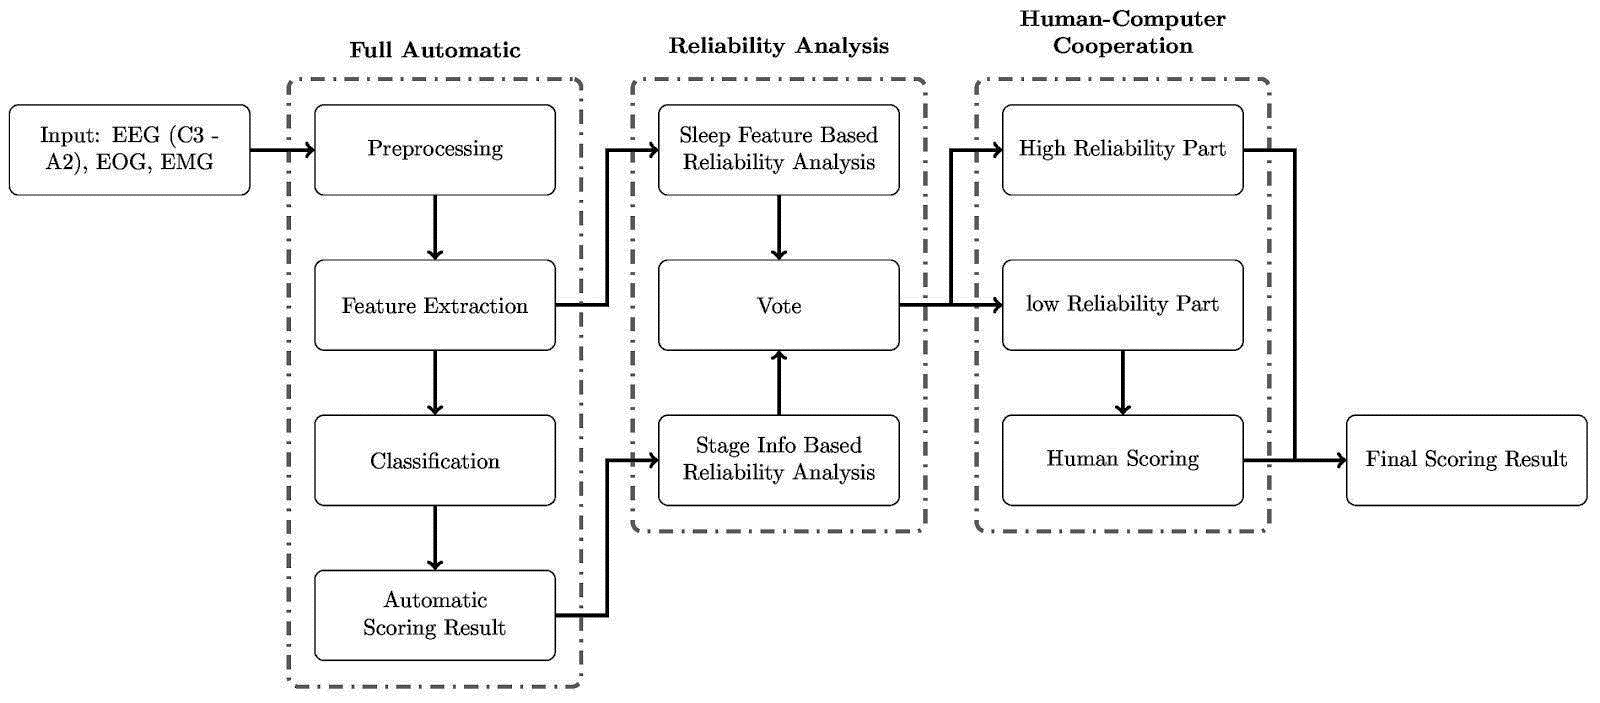 Human-Computer
Cooperation
Full Automatic
Reliability Analysis
Input: EEG (C3 -
A2), EOG, EMG
Preprocessing
Feature Extraction
Classification
Automatic
Scoring Result
Sleep Feature Based
Reliability Analysis
Vote
Stage Info Based
Reliability Analysis
High Reliability Part
low Reliability Part
Human Scoring
Final Scoring Result